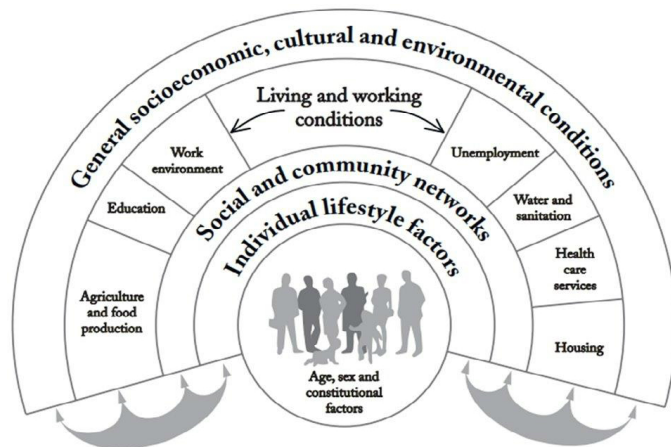 General socioeconomic, cultural and environmental conditions
Living and working
conditions
Work
environment
Unemployment
Education
Water and
sanitation
Social and community networks
Individual lifestyle factors
Agriculture
and food
production
Health
care
services
Housing
Age, sex and
constitutional
factors